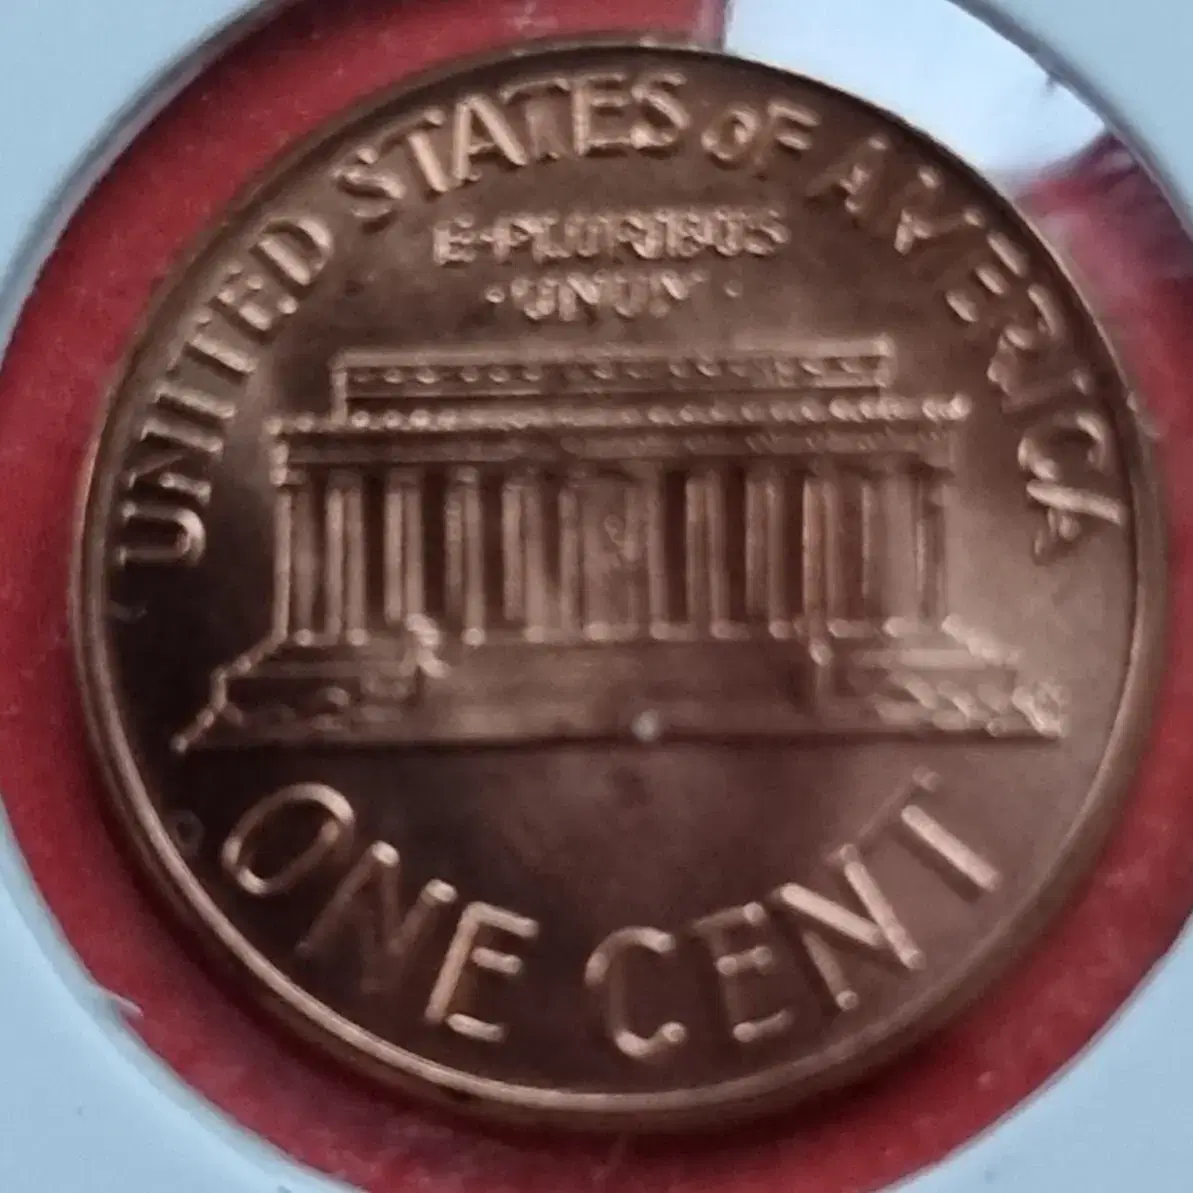 UNITED STATES OF AMERICA
E·PLURIBUS
·UNUM·
ONE CENT